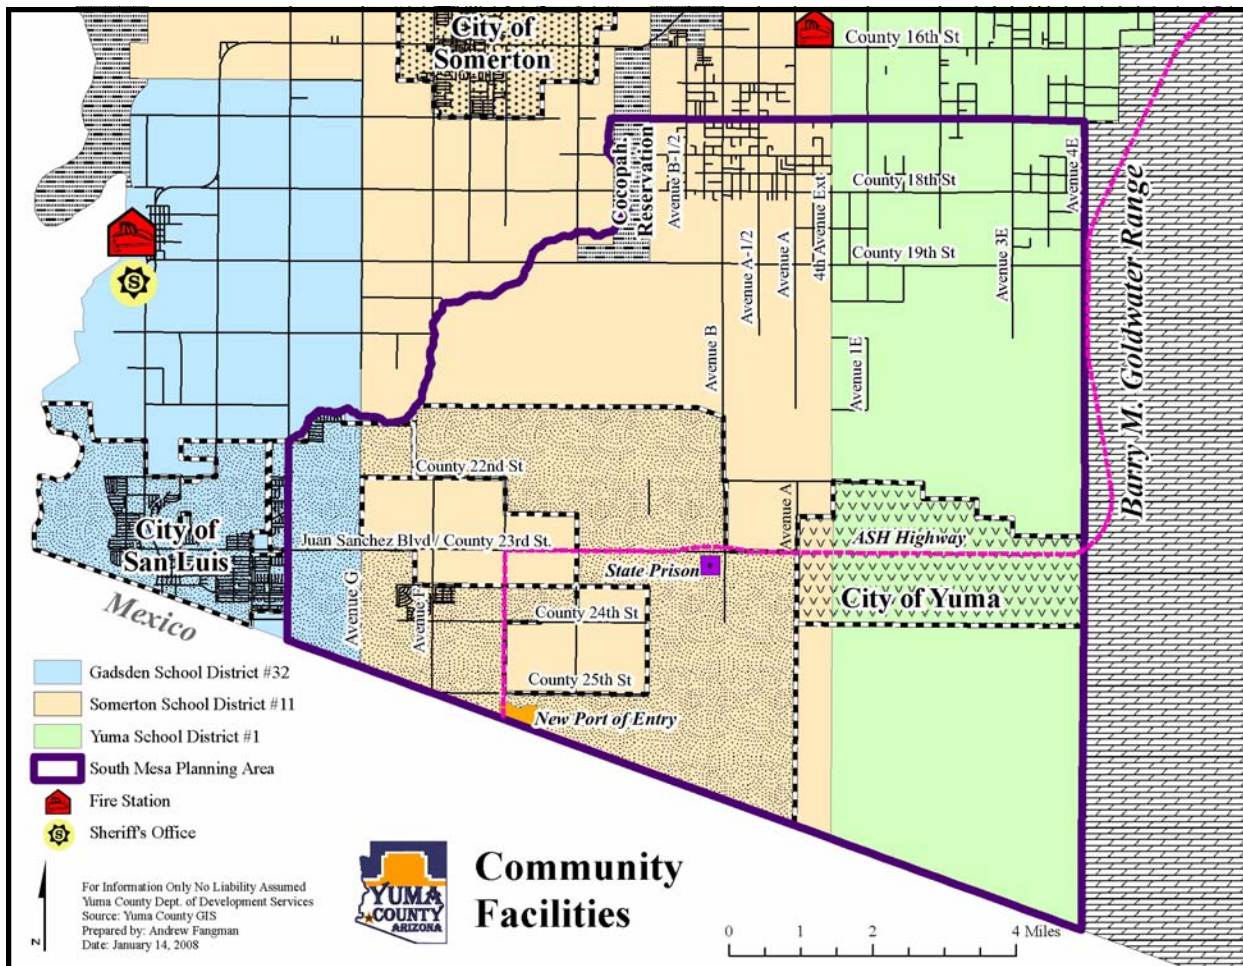 City of
Somerton
County 16th St
Cocopah
Reservation
Avenue B-1/2
Avenue 4E
County 18th St
4th Avenue Ext
Avenue A-1/2
Avenue A
County 19th St
Avenue 3E
Barry M. Goldwater Range
S
Avenue B
Avenue 1E
County 22nd St
Avenue A
City of
San Luis
Juan Sanchez Blvd / County 23rd St.
ASH Highway
State Prison
City of Yuma
Mexico
Avenue G
Avenue F
County 24th St
County 25th St
New Port of Entry
Gadsden School District #32
Somerton School District #11
Yuma School District #1
South Mesa Planning Area
Fire Station
S
Sheriff's Office
N
For Information Only No Liability Assumed
Yuma County Dept. of Development Services
Source: Yuma County GIS
Prepared by: Andrew Fangman
Date: January 14, 2008
YUMA
COUNTY
ARIZONA
Community
Facilities
0 1 2 4 Miles